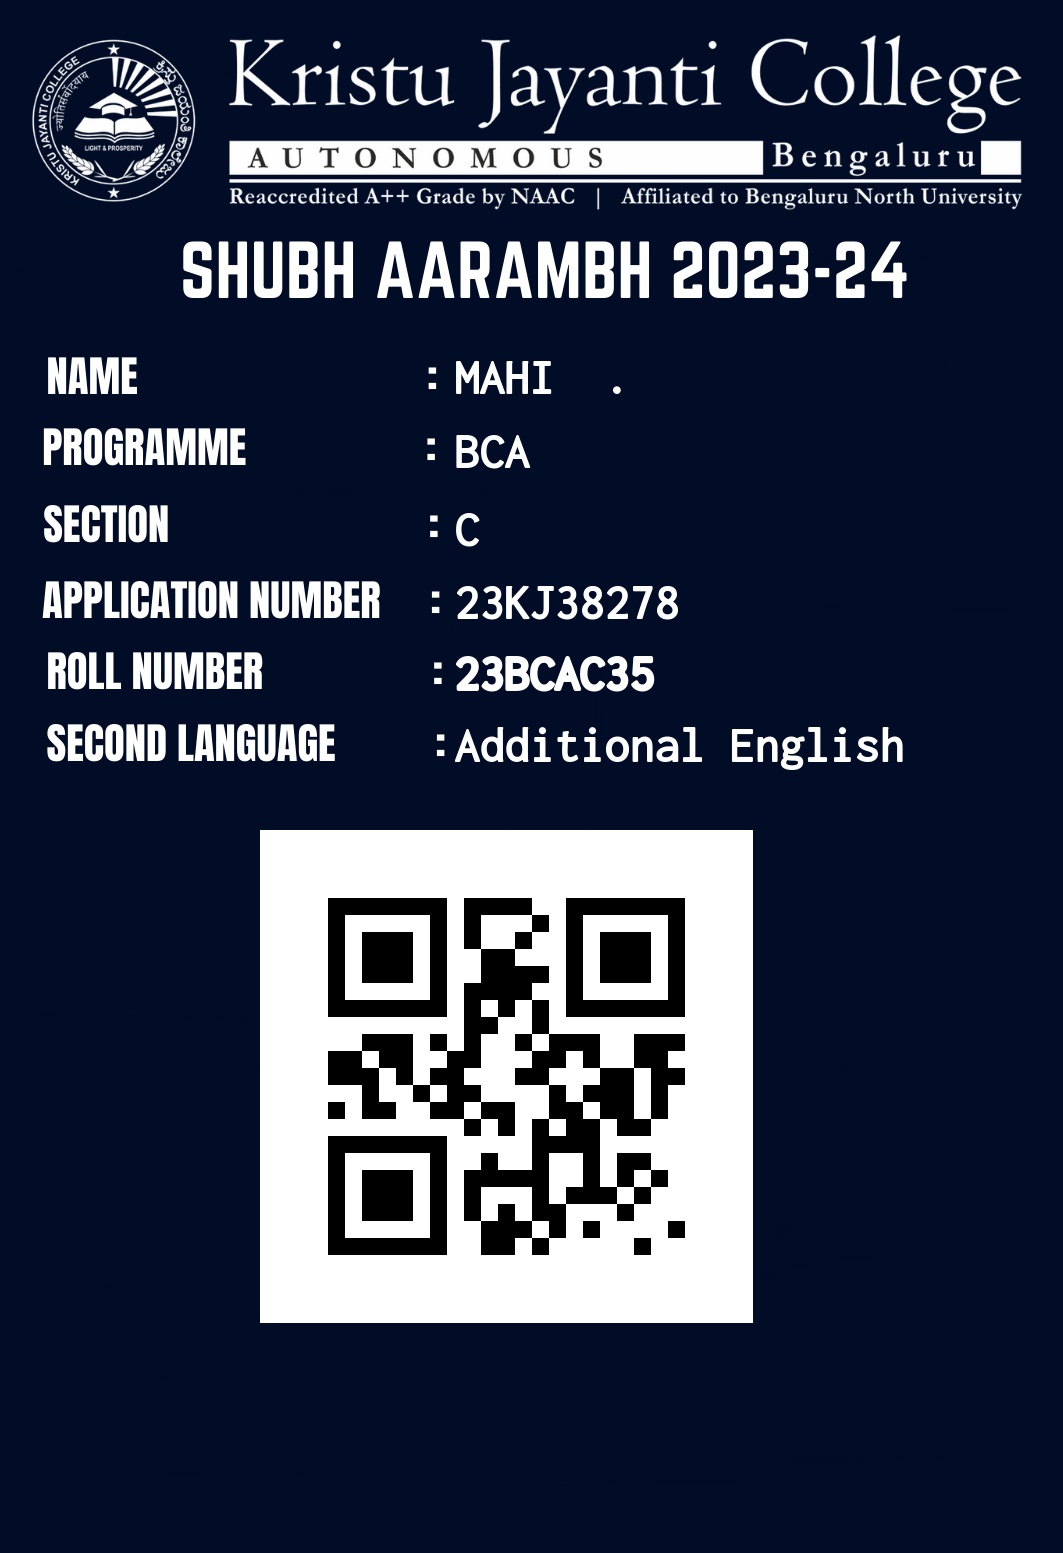 KRISTU JAYANTI COLLEGE
ज्योतिर्सर्वोदयाय
LIGHT & PROSPERITY
Kristu Jayanti College
AUTONOMOUS Bengaluru
Reaccredited A++ Grade by NAAC | Affiliated to Bengaluru North University
SHUBH AARAMBH 2023-24
NAME : MAHI .
PROGRAMME : BCA
SECTION : C
APPLICATION NUMBER : 23KJ38278
ROLL NUMBER : 23BCAC35
SECOND LANGUAGE : Additional English